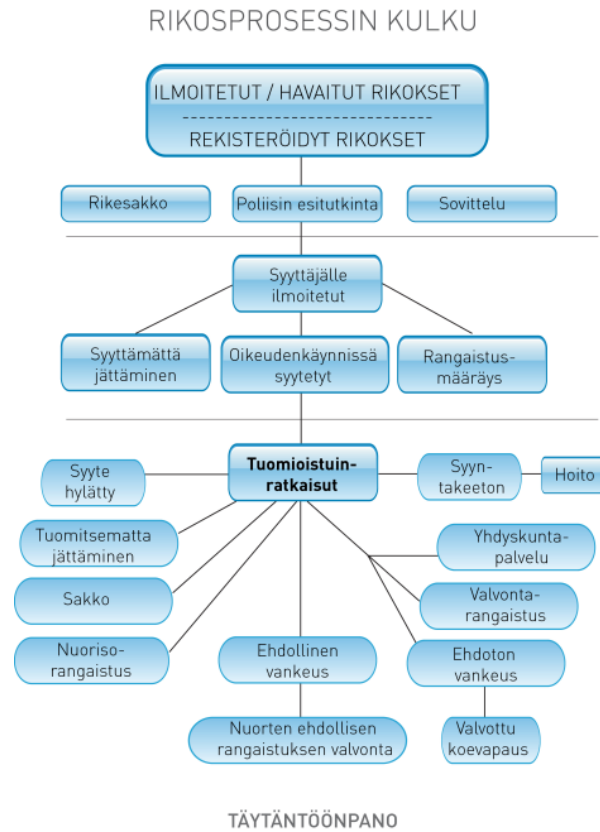 RIKOSPROSESSIN KULKU
ILMOITETUT / HAVAITUT RIKOKSET
REKISTERÖIDYT RIKOKSET
Rikesakko
Poliisin esitutkinta
Sovittelu
Syyttäjälle
ilmoitetut
Syyttämättä
jättäminen
Oikeudenkäynnissä
syytetyt
Rangaistus-
määräys
Tuomioistuin-
ratkaisut
Syyte
hylätty
Syyn-
takeeton
Hoito
Tuomitsematta
jättäminen
Yhdyskunta-
palvelu
Sakko
Valvonta-
rangaistus
Nuoriso-
rangaistus
Ehdollinen
vankeus
Ehdoton
vankeus
Nuorten ehdollisen
rangaistuksen valvonta
Valvottu
koevapaus
TÄYTÄNTÖÖNPANO